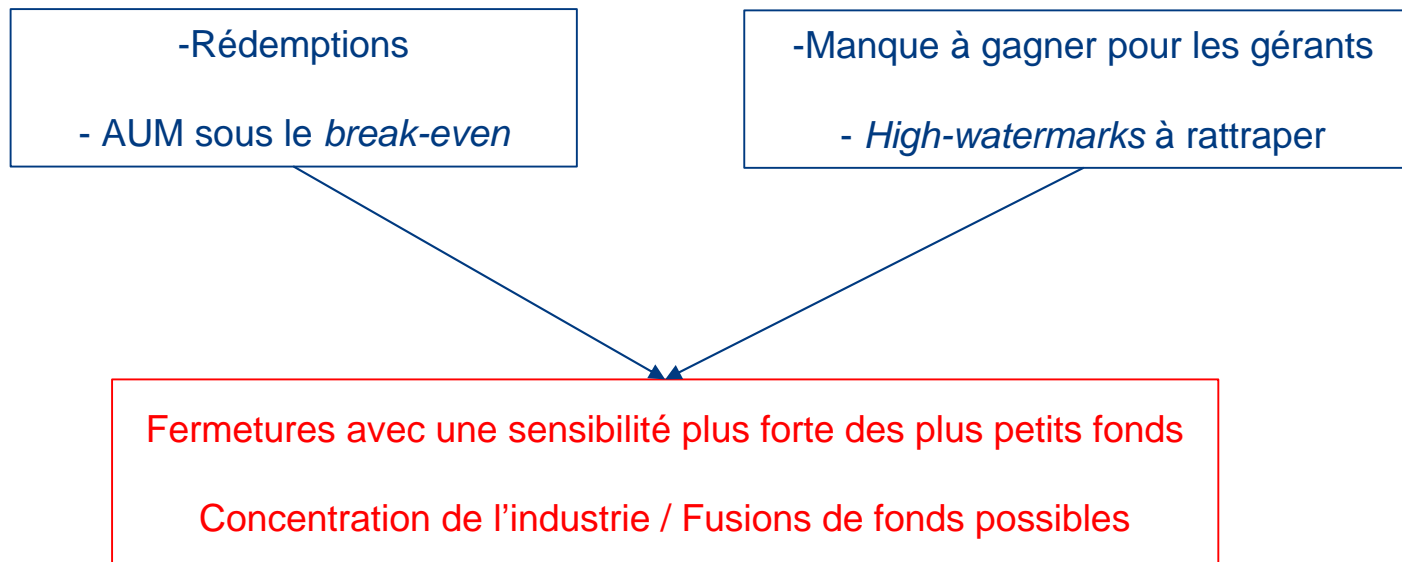 -Rédemptions
- AUM sous le break-even
-Manque à gagner pour les gérants
- High-watermarks à rattraper
Fermetures avec une sensibilité plus forte des plus petits fonds
Concentration de l’industrie / Fusions de fonds possibles